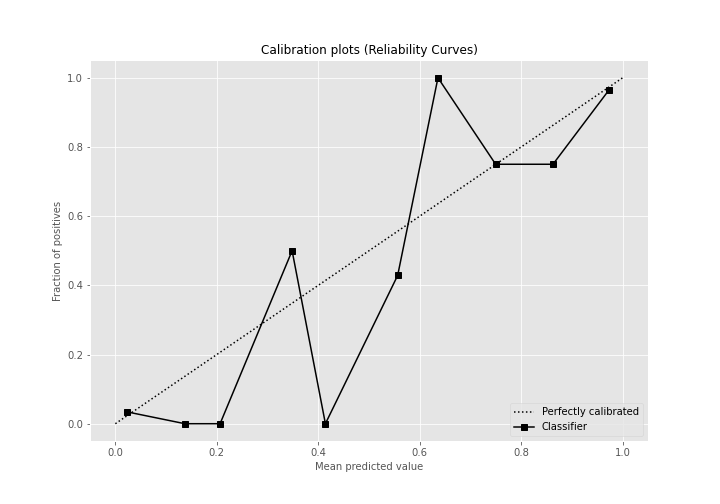 Calibration plots (Reliability Curves)
1.0
0.8
0.6
0.4
0.2
0.0
Fraction of positives
0.0 0.2 0.4 0.6 0.8 1.0
Mean predicted value
Perfectly calibrated
Classifier